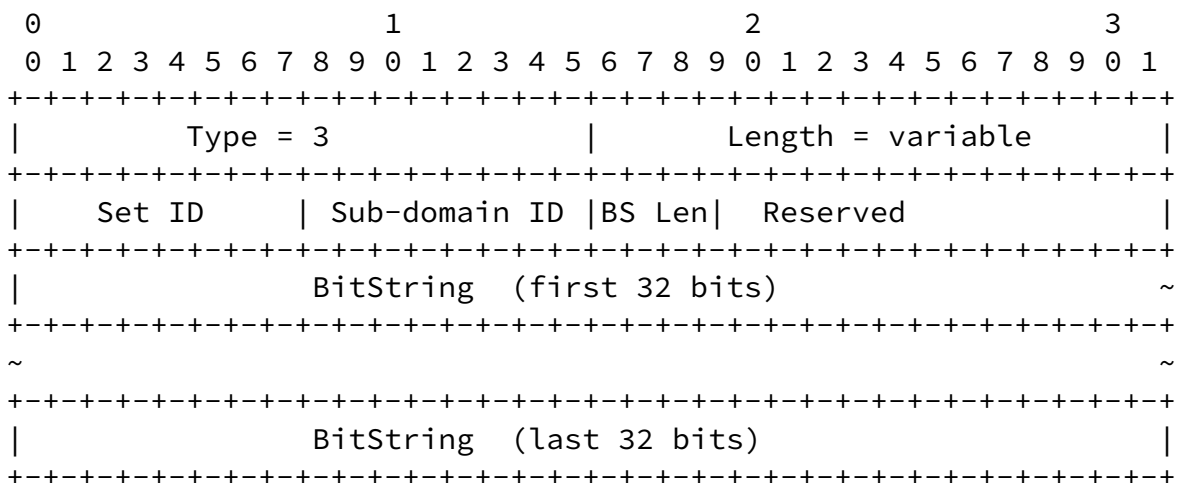 0                   1                   2                   3
 0 1 2 3 4 5 6 7 8 9 0 1 2 3 4 5 6 7 8 9 0 1 2 3 4 5 6 7 8 9 0 1
+-+-+-+-+-+-+-+-+-+-+-+-+-+-+-+-+-+-+-+-+-+-+-+-+-+-+-+-+-+-+-+-+
|         Type = 3              |       Length = variable       |
+-+-+-+-+-+-+-+-+-+-+-+-+-+-+-+-+-+-+-+-+-+-+-+-+-+-+-+-+-+-+-+-+
|    Set ID     | Sub-domain ID |BS Len|  Reserved              |
+-+-+-+-+-+-+-+-+-+-+-+-+-+-+-+-+-+-+-+-+-+-+-+-+-+-+-+-+-+-+-+-+
|                BitString  (first 32 bits)                     ~
+-+-+-+-+-+-+-+-+-+-+-+-+-+-+-+-+-+-+-+-+-+-+-+-+-+-+-+-+-+-+-+-+
~                                                               ~
+-+-+-+-+-+-+-+-+-+-+-+-+-+-+-+-+-+-+-+-+-+-+-+-+-+-+-+-+-+-+-+-+
|                BitString  (last 32 bits)                      |
+-+-+-+-+-+-+-+-+-+-+-+-+-+-+-+-+-+-+-+-+-+-+-+-+-+-+-+-+-+-+-+-+